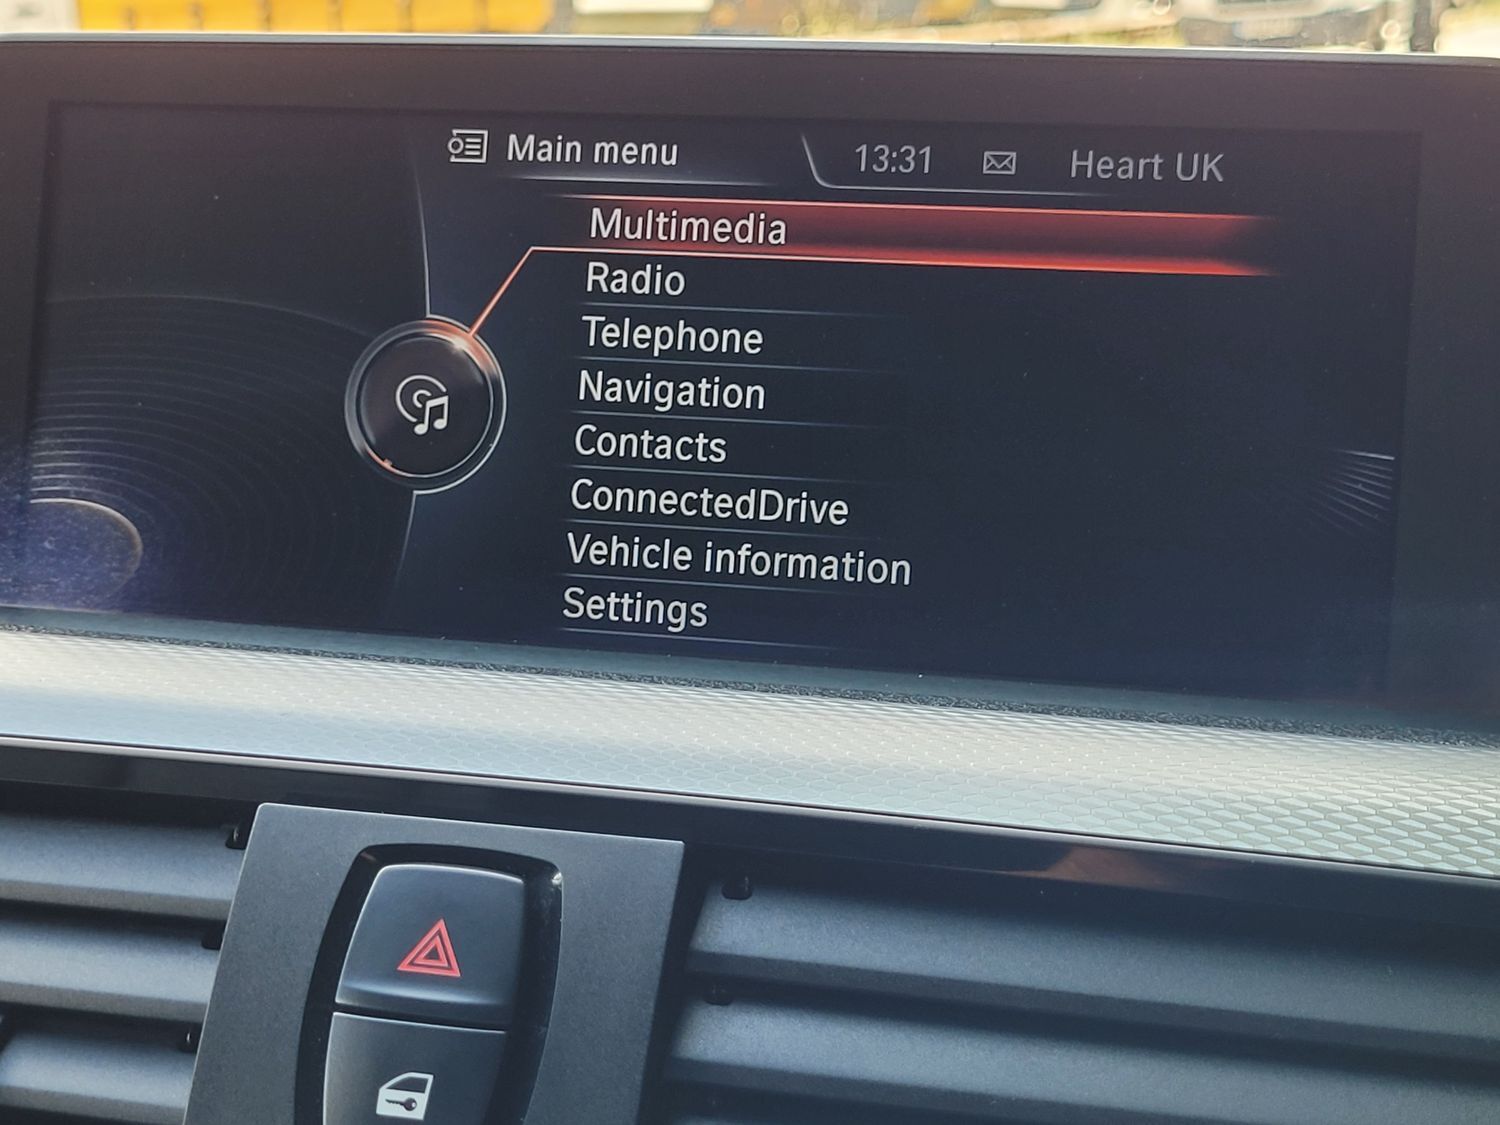 Main menu 13:31 Heart UK
Multimedia
Radio
Telephone
Navigation
Contacts
ConnectedDrive
Vehicle information
Settings